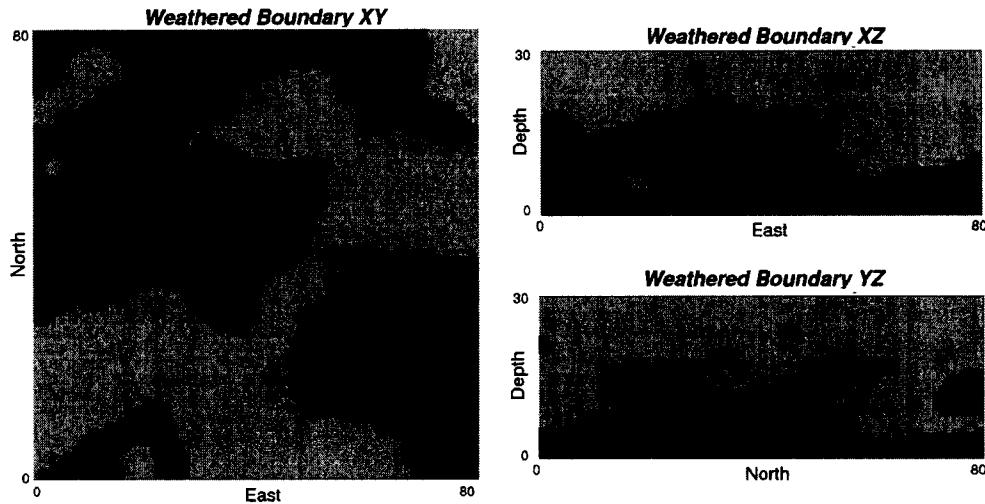 Weathered Boundary XY
80
North
0
0
East
80
Weathered Boundary XZ
30
Depth
0
0
East
80
Weathered Boundary YZ
30
Depth
0
0
North
80